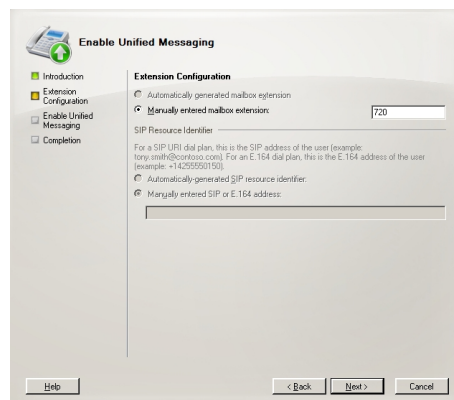 Enable Unified Messaging
Introduction
Extension
Configuration
Enable Unified
Messaging
Completion
Extension Configuration
Automatically generated mailbox extension
Manually entered mailbox extension:
720
SIP Resource Identifier
For a SIP URI dial plan, this is the SIP address of the user (example:
tony.smith@contoso.com). For an E.164 dial plan, this is the E.164 address of the user
(example: +14255550150).
Automatically-generated SIP resource identifier:
Manually entered SIP or E.164 address:
Help
< Back
Next >
Cancel